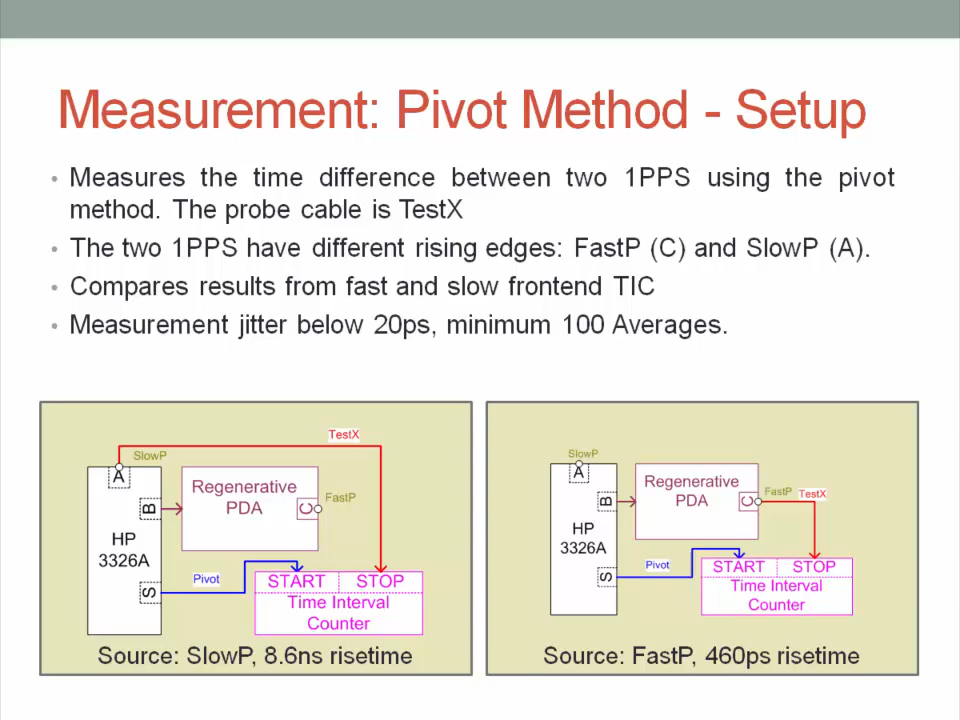 Measurement: Pivot Method - Setup
• Measures the time difference between two 1PPS using the pivot
method. The probe cable is TestX
• The two 1PPS have different rising edges: FastP (C) and SlowP (A).
• Compares results from fast and slow frontend TIC
• Measurement jitter below 20ps, minimum 100 Averages.
TestX
SlowP
A
B
Regenerative
PDA
C
FastP
HP
3326A
S
Pivot
START STOP
Time Interval
Counter
Source: SlowP, 8.6ns risetime
SlowP
A
B
Regenerative
PDA
C
FastP
TestX
HP
3326A
S
Pivot
START STOP
Time Interval
Counter
Source: FastP, 460ps risetime